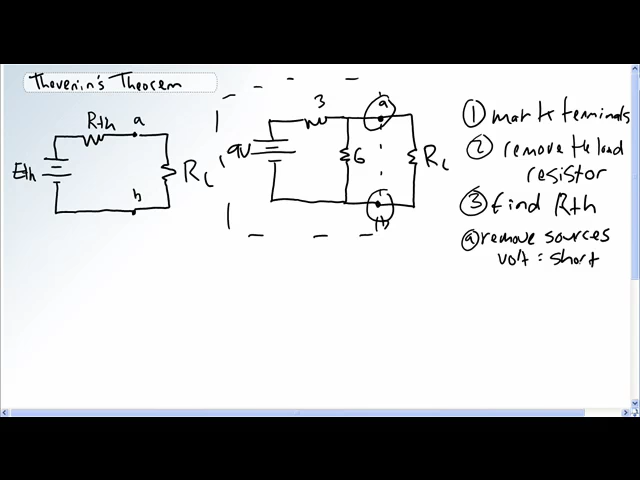 Thevenin's Theorem
Rth
a
Eth
RL
b
3
a
9V
6
RL
b
① mark terminals
② remove the load
resistor
③ find Rth
ⓐ remove sources
volt = short